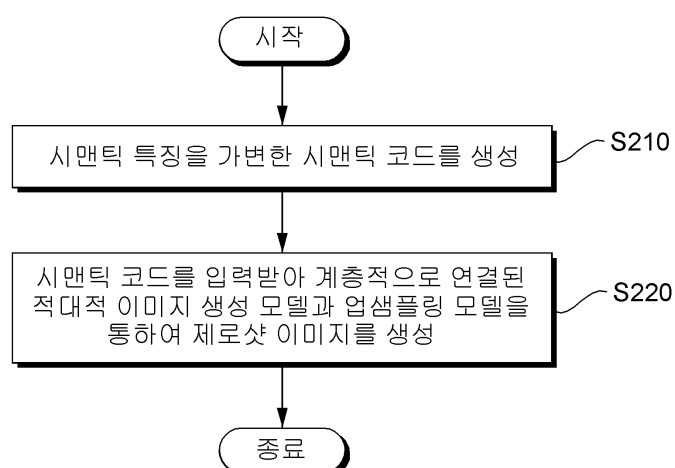 시작
시맨틱 특징을 가변한 시맨틱 코드를 생성
S210
시맨틱 코드를 입력받아 계층적으로 연결된
적대적 이미지 생성 모델과 업샘플링 모델을
통하여 제로샷 이미지를 생성
S220
종료